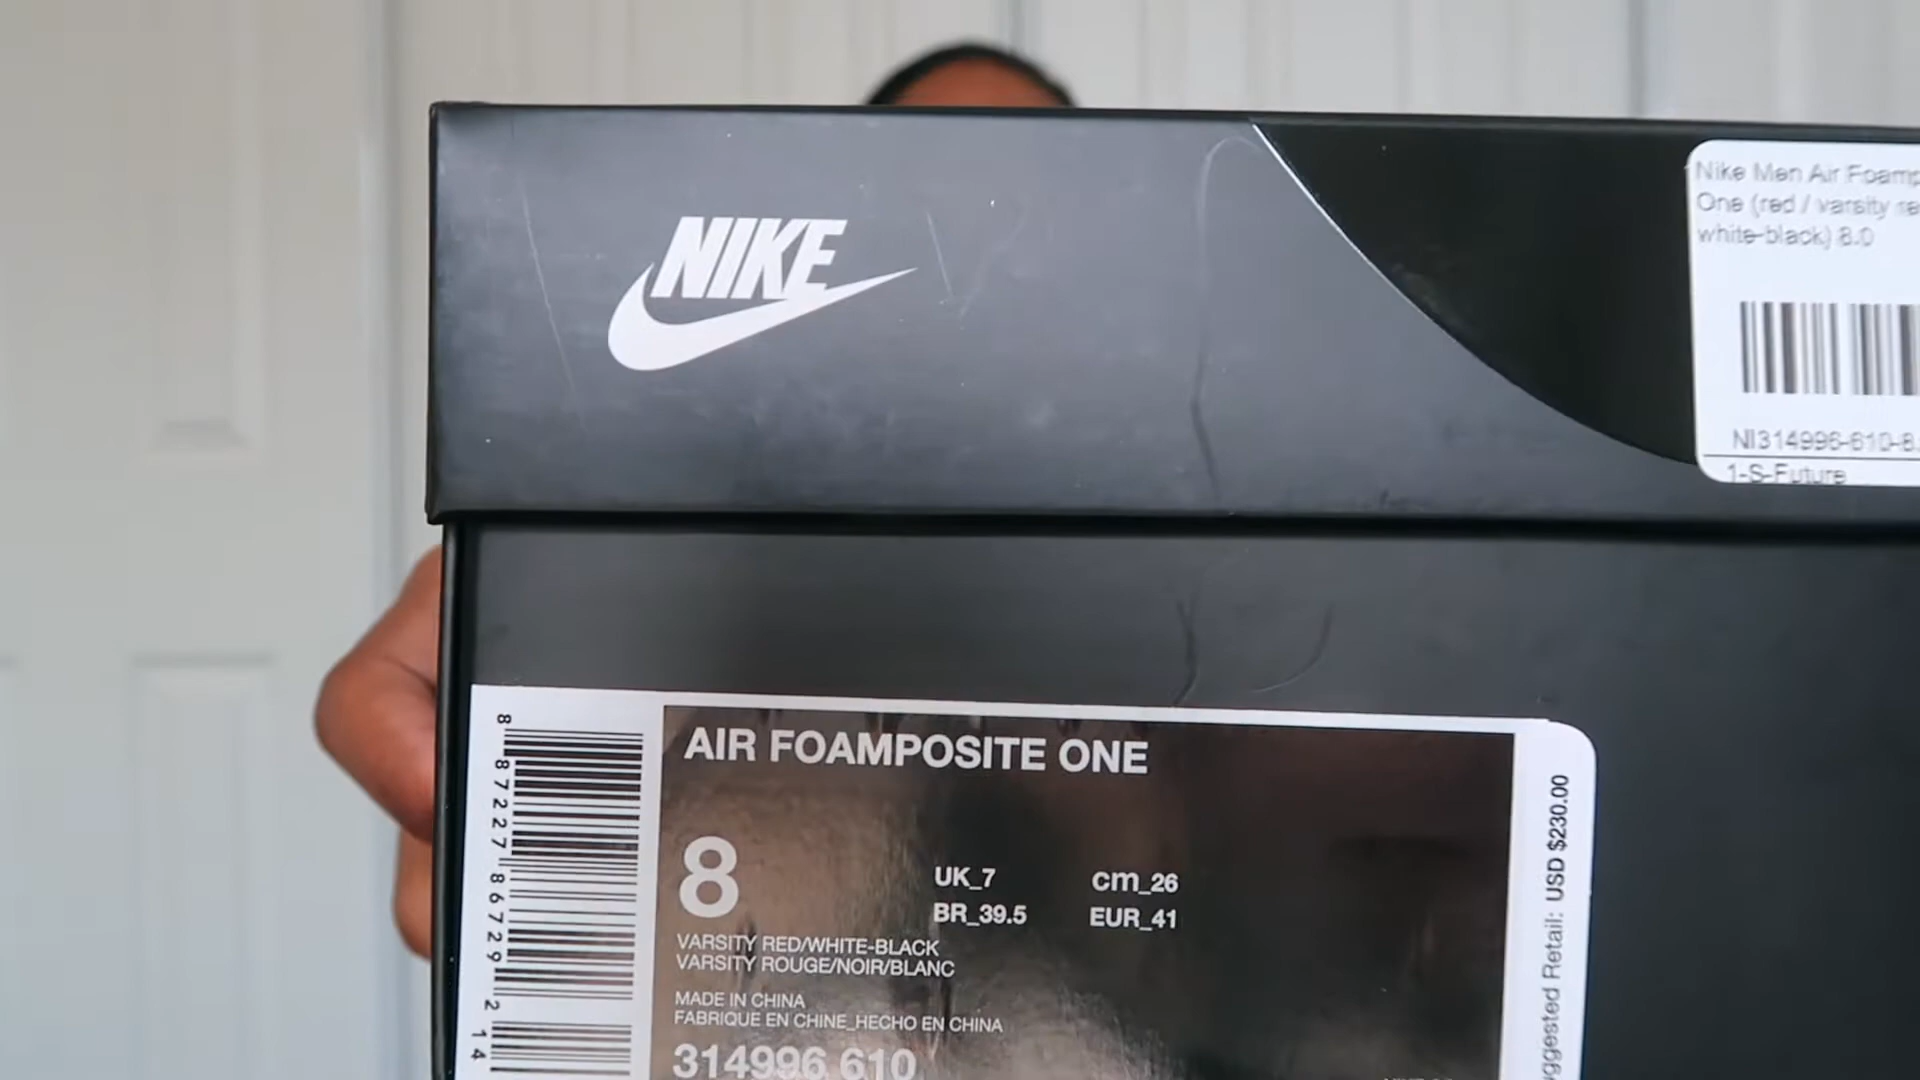 NIKE
Nike Men Air Foamp
One (red / varsity re
white-black) 8.0
NI314996-610-8.
1-S-Future
AIR FOAMPOSITE ONE
8
UK_7
cm_26
BR_39.5
EUR_41
VARSITY RED/WHITE-BLACK
VARSITY ROUGE/NOIR/BLANC
MADE IN CHINA
FABRIQUE EN CHINE_HECHO EN CHINA
314996 610
8 87227 86729 2 14
uggested Retail: USD $230.00